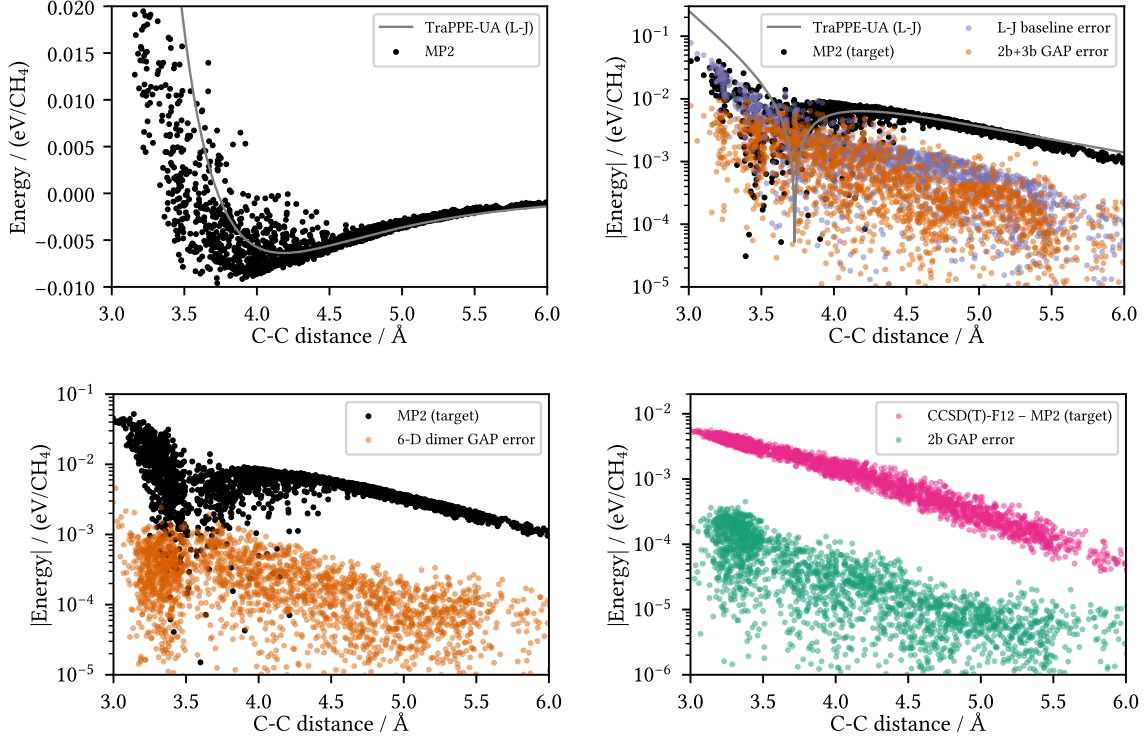 0.020
0.015
0.010
0.005
0.000
−0.005
−0.010
Energy / (eV/CH₄)
TraPPE-UA (L-J)
MP2
3.0 3.5 4.0 4.5 5.0 5.5 6.0
C-C distance / Å
10⁻¹
10⁻²
10⁻³
10⁻⁴
10⁻⁵
|Energy| / (eV/CH₄)
TraPPE-UA (L-J) L-J baseline error
MP2 (target) 2b+3b GAP error
3.0 3.5 4.0 4.5 5.0 5.5 6.0
C-C distance / Å
10⁻¹
10⁻²
10⁻³
10⁻⁴
10⁻⁵
|Energy| / (eV/CH₄)
MP2 (target)
6-D dimer GAP error
3.0 3.5 4.0 4.5 5.0 5.5 6.0
C-C distance / Å
10⁻²
10⁻³
10⁻⁴
10⁻⁵
10⁻⁶
|Energy| / (eV/CH₄)
CCSD(T)-F12 − MP2 (target)
2b GAP error
3.0 3.5 4.0 4.5 5.0 5.5 6.0
C-C distance / Å